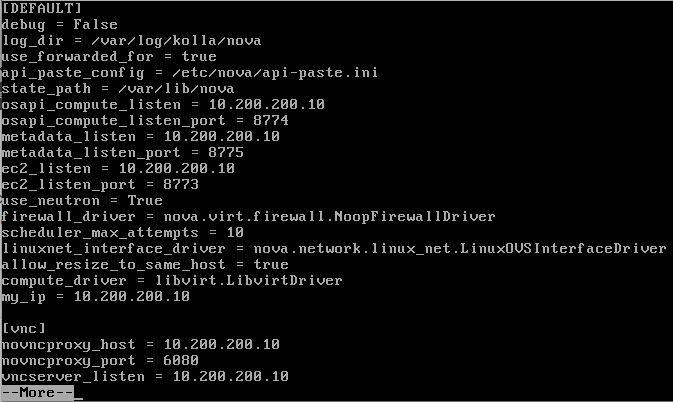 [DEFAULT]
debug = False
log_dir = /var/log/kolla/nova
use_forwarded_for = true
api_paste_config = /etc/nova/api-paste.ini
state_path = /var/lib/nova
osapi_compute_listen = 10.200.200.10
osapi_compute_listen_port = 8774
metadata_listen = 10.200.200.10
metadata_listen_port = 8775
ec2_listen = 10.200.200.10
ec2_listen_port = 8773
use_neutron = True
firewall_driver = nova.virt.firewall.NoopFirewallDriver
scheduler_max_attempts = 10
linuxnet_interface_driver = nova.network.linux_net.LinuxOVSInterfaceDriver
allow_resize_to_same_host = true
compute_driver = libvirt.LibvirtDriver
my_ip = 10.200.200.10

[vnc]
novncproxy_host = 10.200.200.10
novncproxy_port = 6080
vncserver_listen = 10.200.200.10
--More--